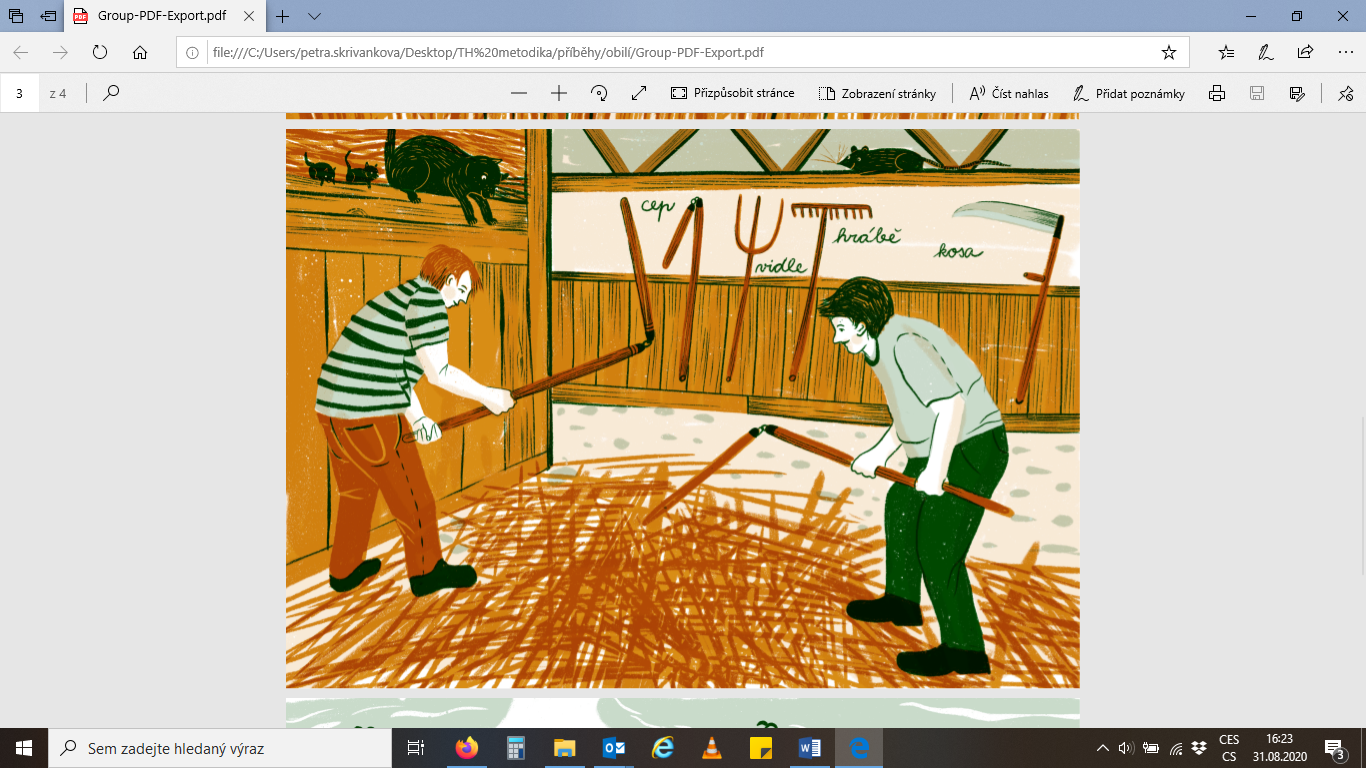 Group-PDF-Export.pdf
file:///C:/Users/petra.skrivankova/Desktop/TH%20metodika/příběhy/obilí/Group-PDF-Export.pdf
3 z 4 Přizpůsobit stránce Zobrazení stránky Číst nahlas Přidat poznámky
cep
hrábě
kosa
vidle
Sem zadejte hledaný výraz
CES 16:23
CS 31.08.2020 3